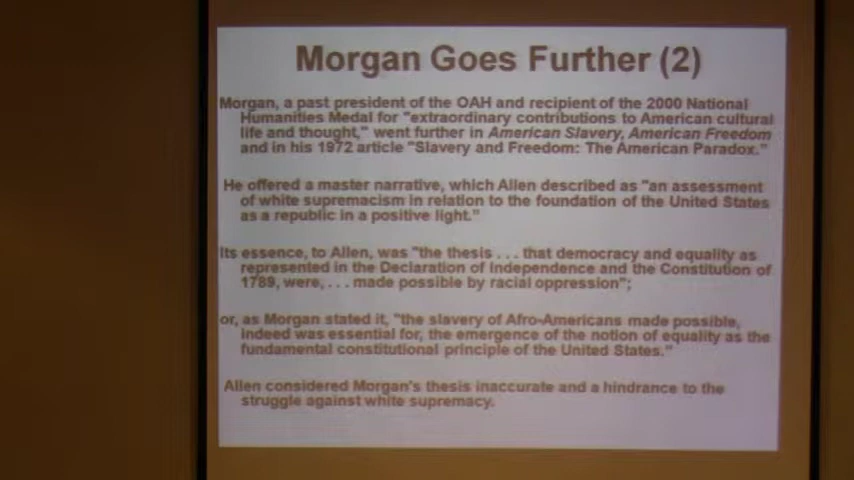 Morgan Goes Further (2)
Morgan, a past president of the OAH and recipient of the 2000 National
Humanities Medal for "extraordinary contributions to American cultural
life and thought," went further in American Slavery, American Freedom
and in his 1972 article "Slavery and Freedom: The American Paradox."
He offered a master narrative, which Allen described as "an assessment
of white supremacism in relation to the foundation of the United States
as a republic in a positive light."
Its essence, to Allen, was "the thesis . . . that democracy and equality as
represented in the Declaration of Independence and the Constitution of
1789, were, . . . made possible by racial oppression";
or, as Morgan stated it, "the slavery of Afro-Americans made possible,
indeed was essential for, the emergence of the notion of equality as the
fundamental constitutional principle of the United States."
Allen considered Morgan's thesis inaccurate and a hindrance to the
struggle against white supremacy.